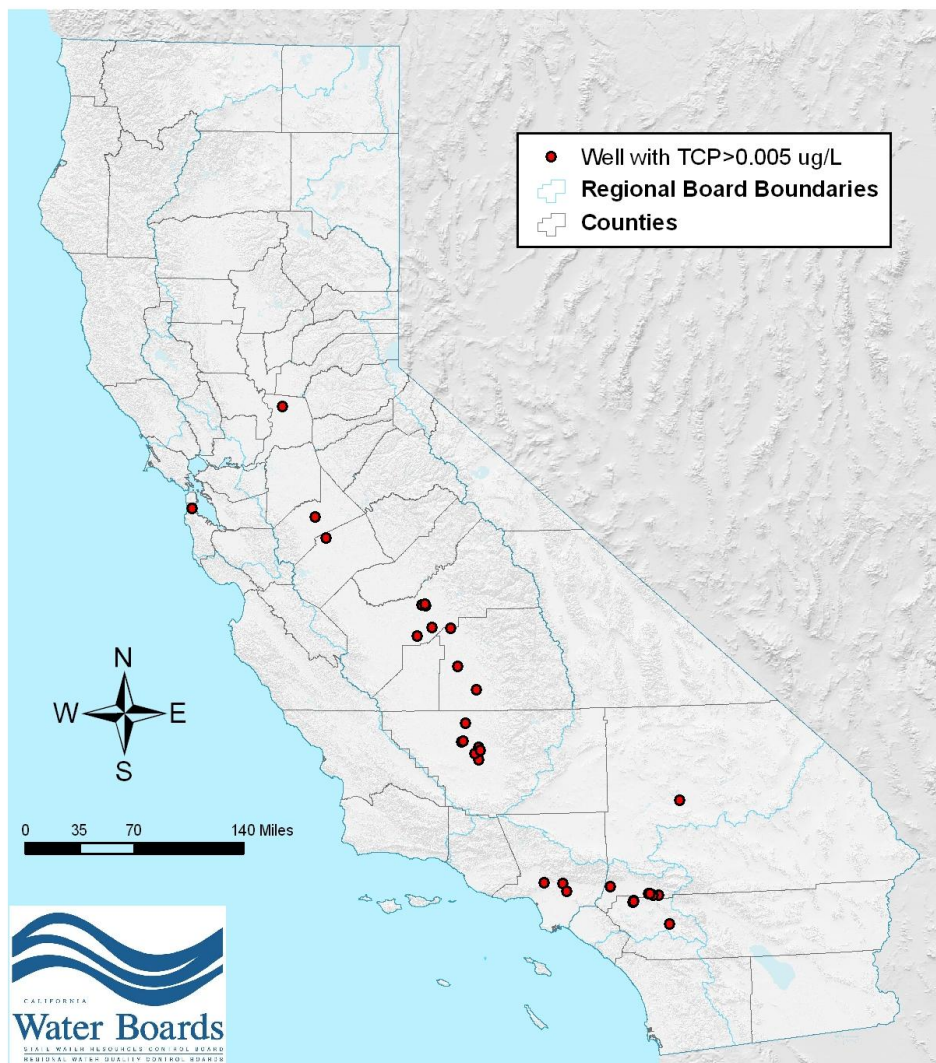 Well with TCP>0.005 ug/L
Regional Board Boundaries
Counties
N
W E
S
0 35 70 140 Miles
CALIFORNIA
Water Boards
STATE WATER RESOURCES CONTROL BOARD
REGIONAL WATER QUALITY CONTROL BOARDS